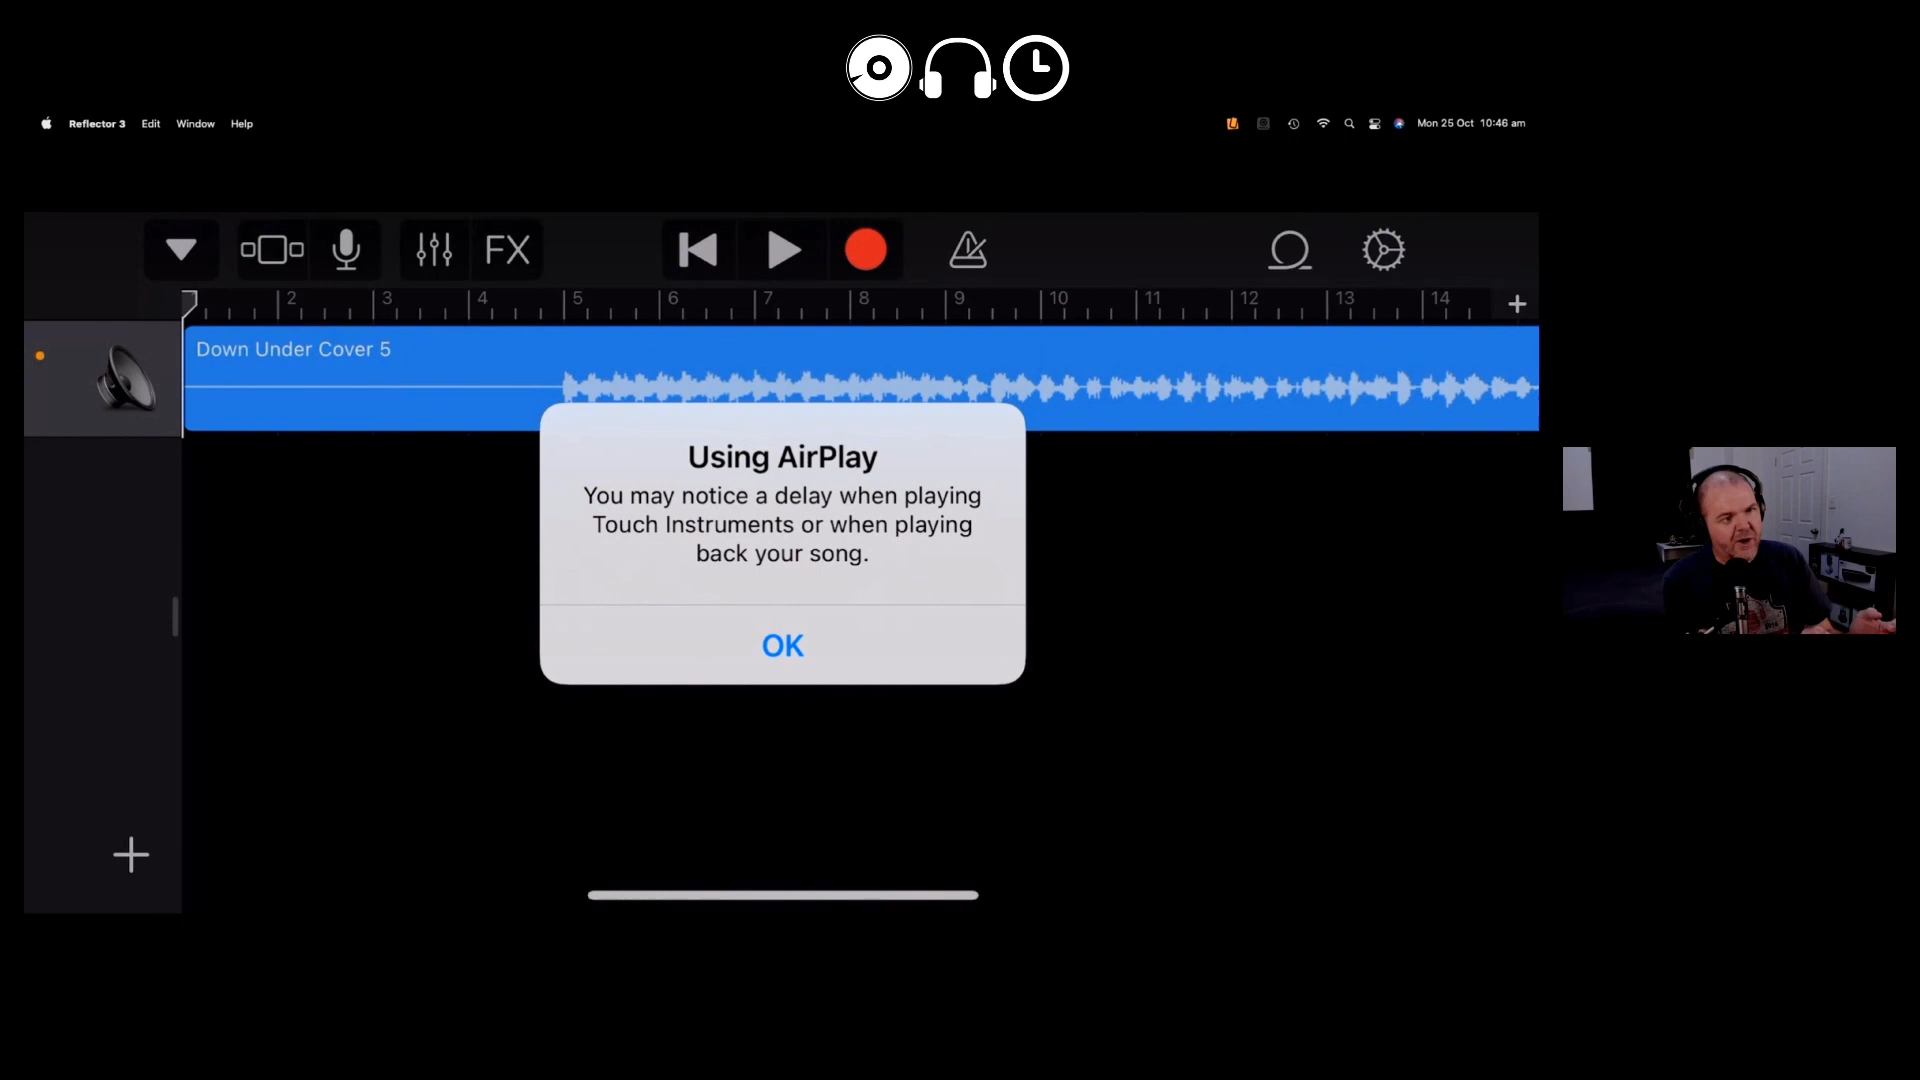 Reflector 3 Edit Window Help
Mon 25 Oct 10:46 am
FX
2 3 4 5 6 7 8 9 10 11 12 13 14
Down Under Cover 5
Using AirPlay
You may notice a delay when playing
Touch Instruments or when playing
back your song.
OK